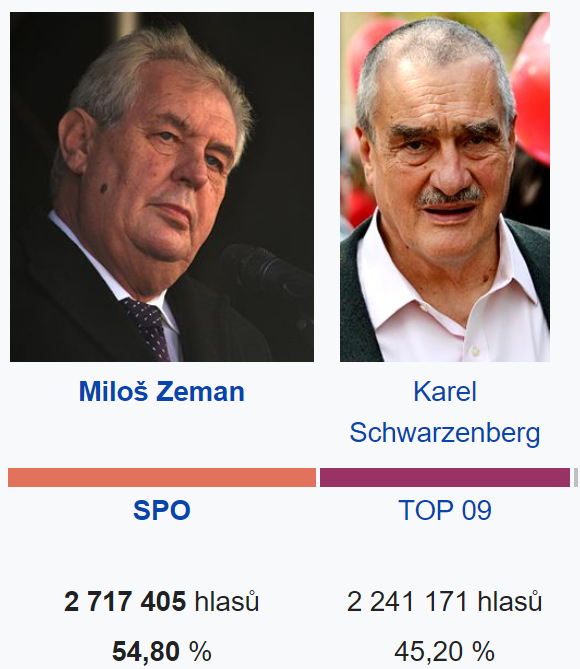 Miloš Zeman
Karel
Schwarzenberg
SPO
TOP 09
2 717 405 hlasů
2 241 171 hlasů
54,80 %
45,20 %